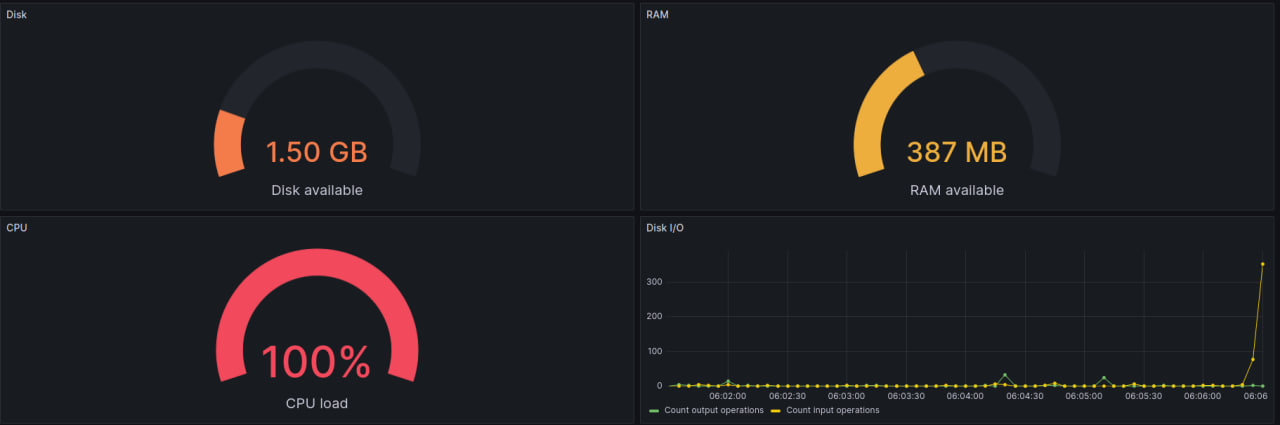 Disk
1.50 GB
Disk available
RAM
387 MB
RAM available
CPU
100%
CPU load
Disk I/O
300
200
100
0
06:02:00 06:02:30 06:03:00 06:03:30 06:04:00 06:04:30 06:05:00 06:05:30 06:06:00 06:06
Count output operations Count input operations